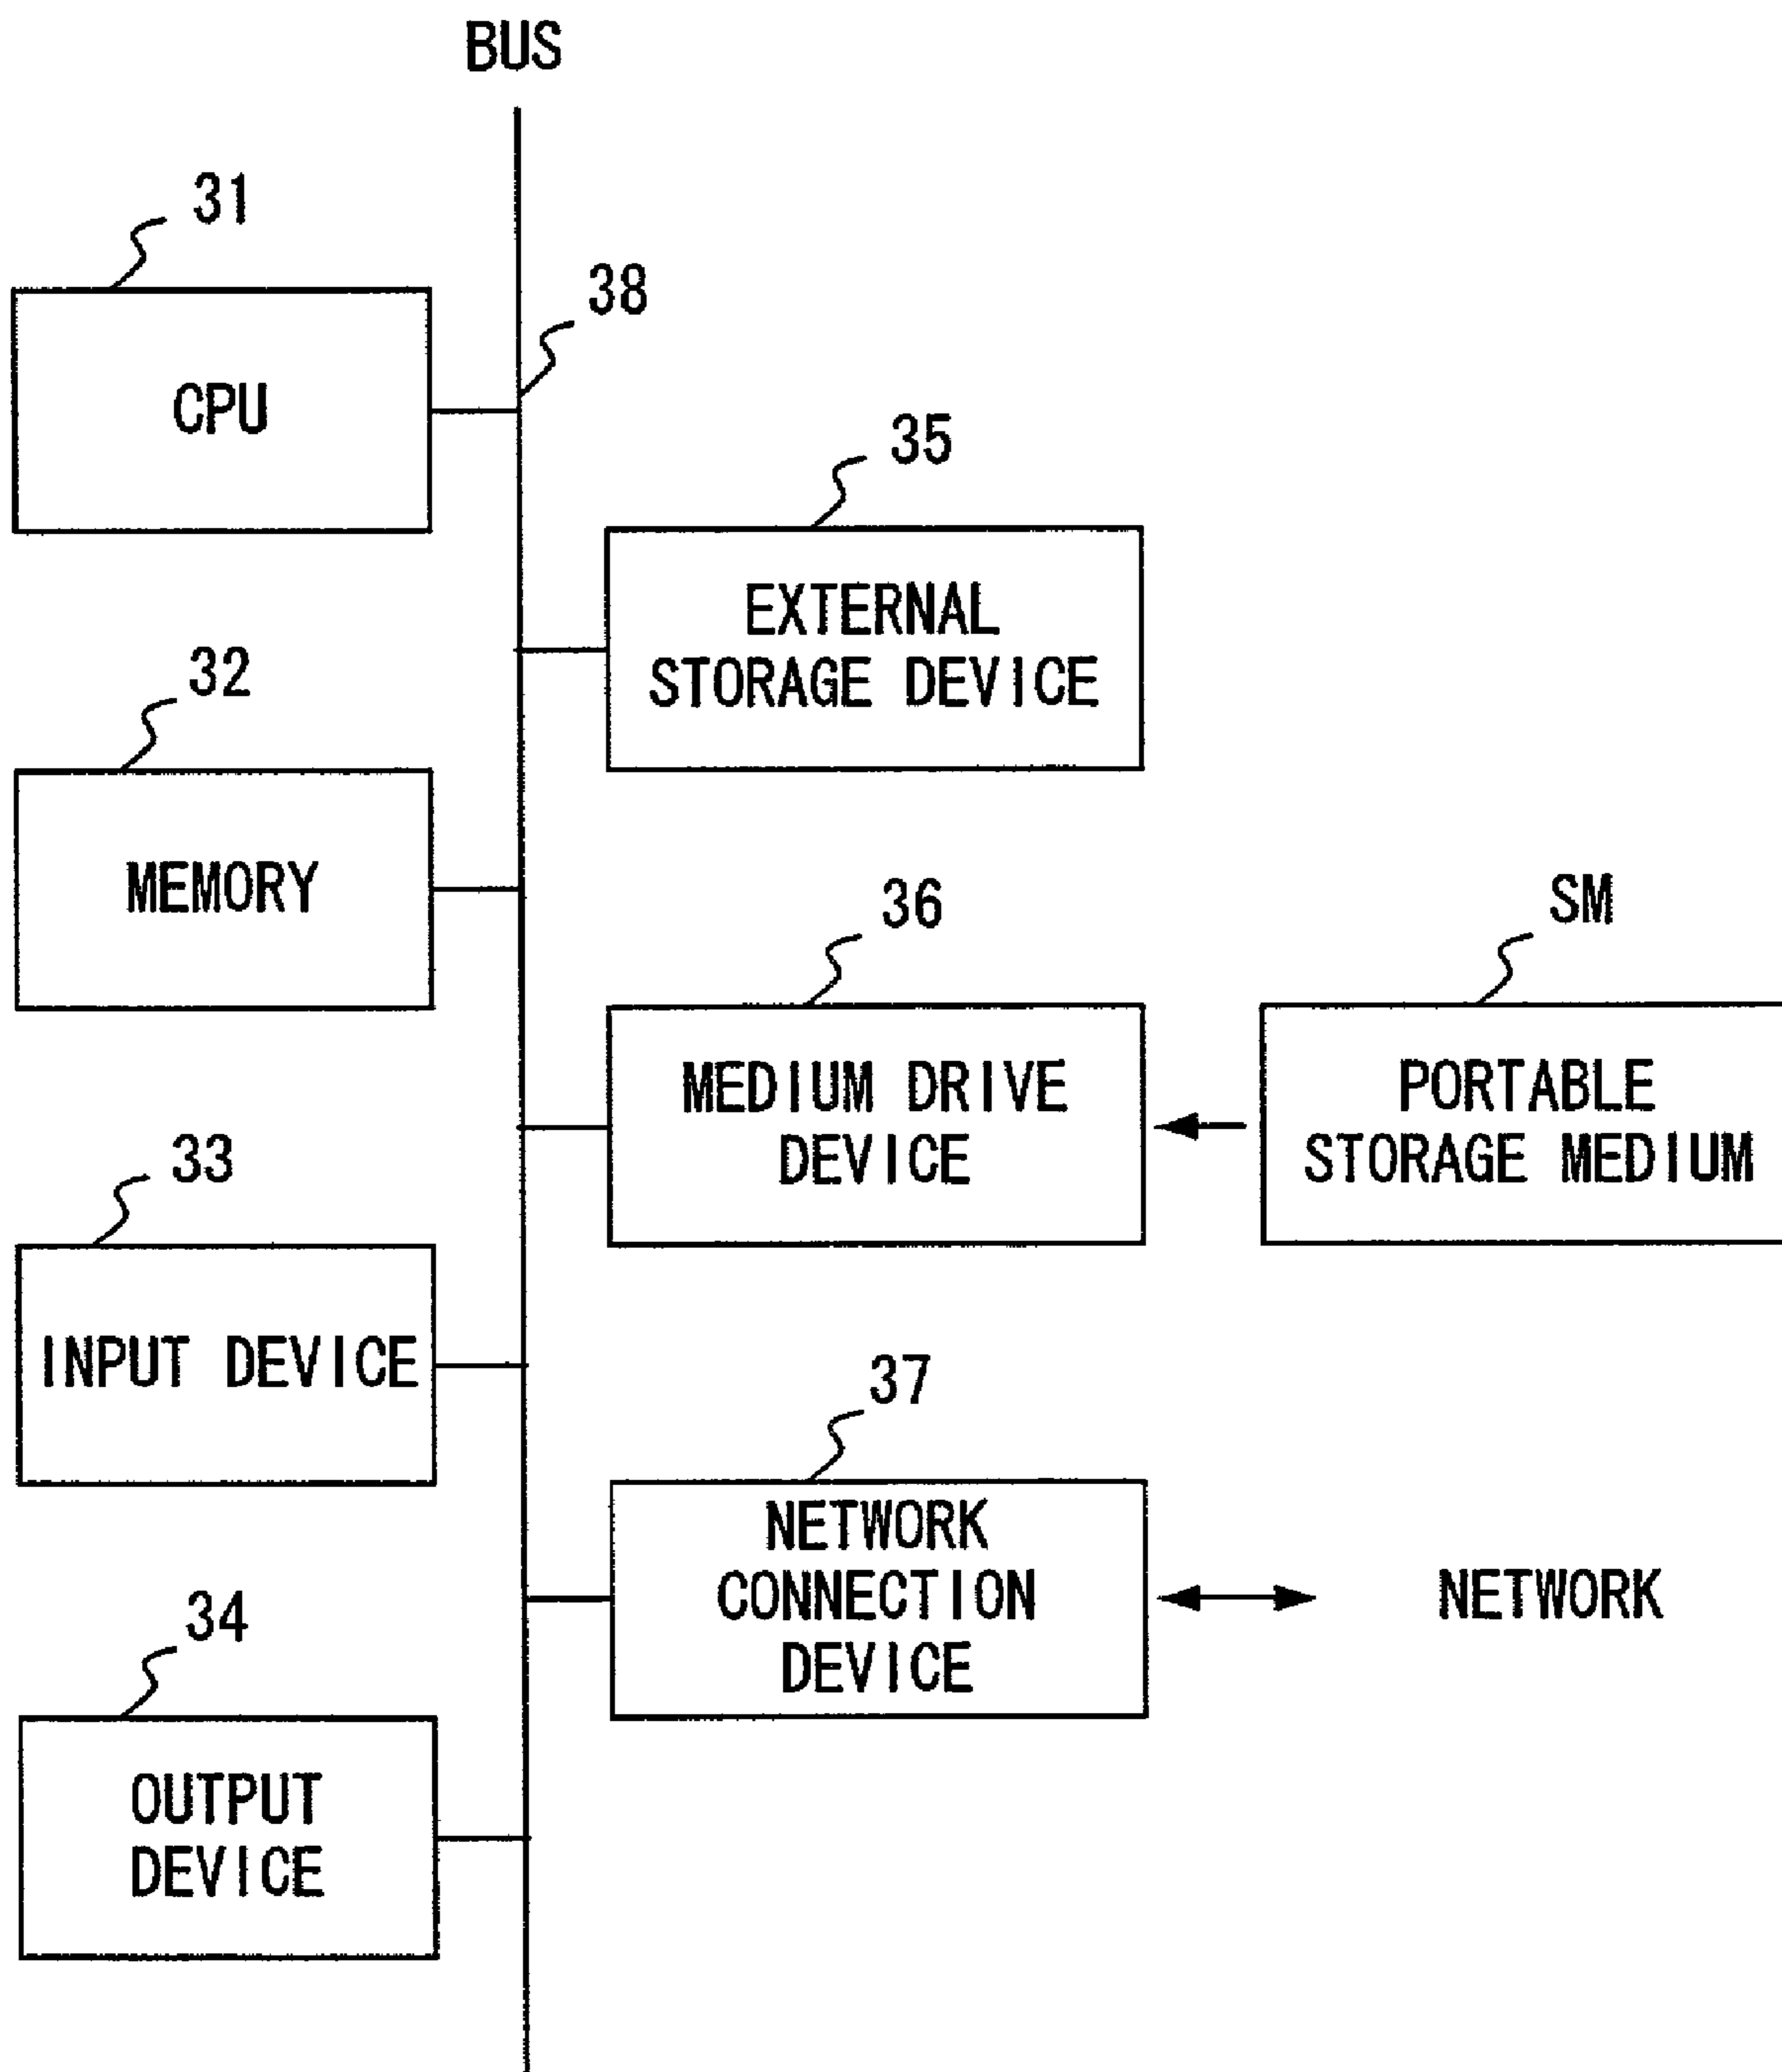 BUS
31
CPU
38
35
EXTERNAL
STORAGE DEVICE
32
MEMORY
36
MEDIUM DRIVE
DEVICE
SM
PORTABLE
STORAGE MEDIUM
33
INPUT DEVICE
37
NETWORK
CONNECTION
DEVICE
NETWORK
34
OUTPUT
DEVICE